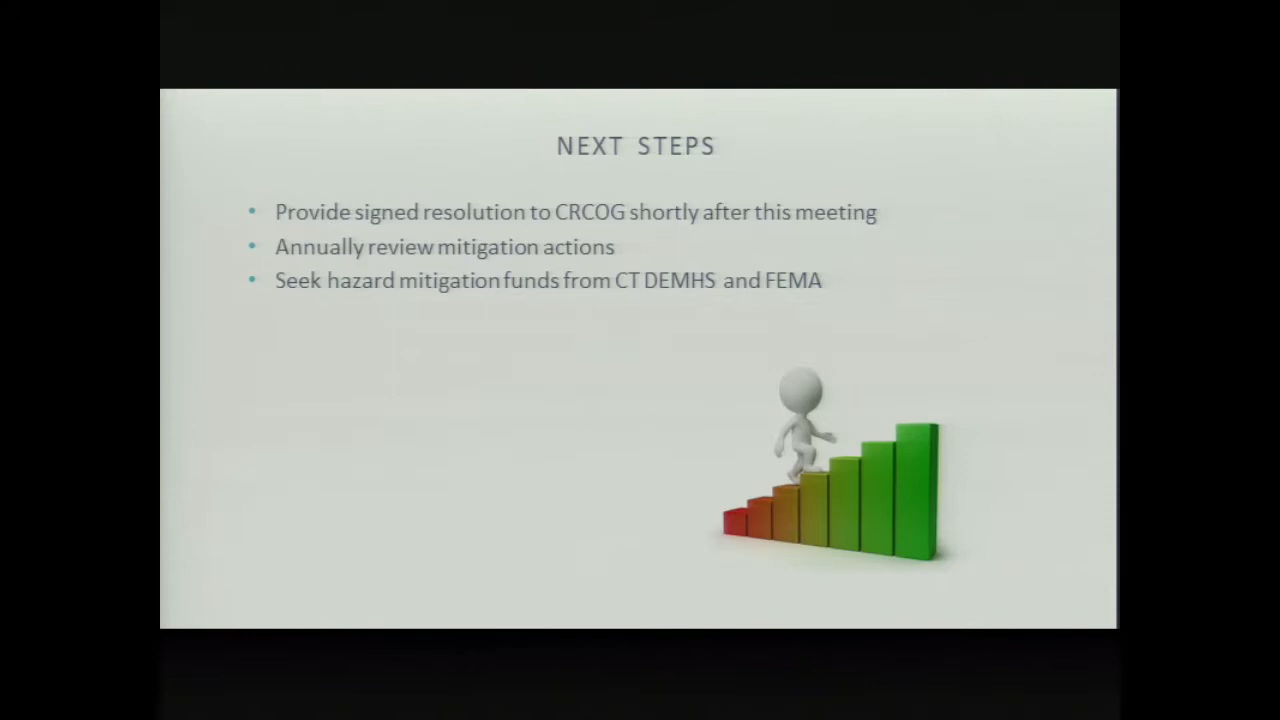 NEXT STEPS
• Provide signed resolution to CRCOG shortly after this meeting
• Annually review mitigation actions
• Seek hazard mitigation funds from CT DEMHS and FEMA